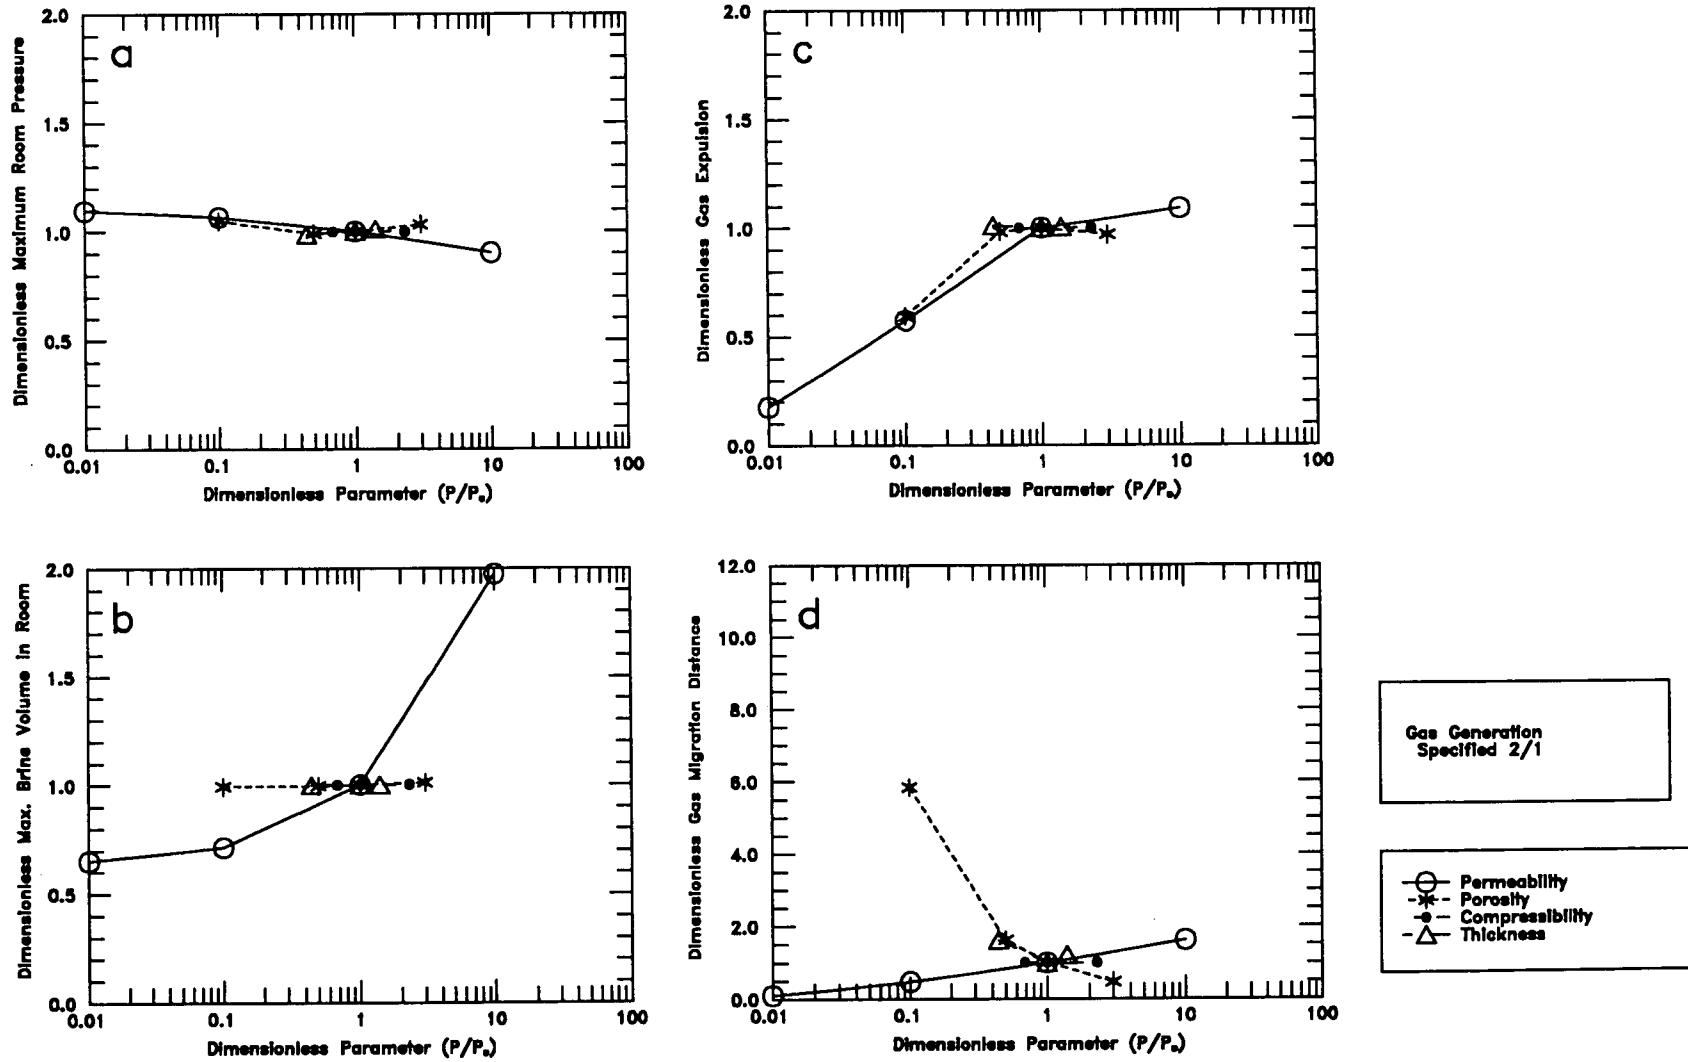 a
Dimensionless Maximum Room Pressure
2.0
1.5
1.0
0.5
0.0
0.01 0.1 1 10 100
Dimensionless Parameter (P/Pₒ)
c
Dimensionless Gas Expulsion
2.0
1.5
1.0
0.5
0.0
0.01 0.1 1 10 100
Dimensionless Parameter (P/Pₒ)
b
Dimensionless Max. Brine Volume in Room
2.0
1.5
1.0
0.5
0.0
0.01 0.1 1 10 100
Dimensionless Parameter (P/Pₒ)
d
Dimensionless Gas Migration Distance
12.0
10.0
8.0
6.0
4.0
2.0
0.0
0.01 0.1 1 10 100
Dimensionless Parameter (P/Pₒ)
Gas Generation
Specified 2/1
Permeability
Porosity
Compressibility
Thickness